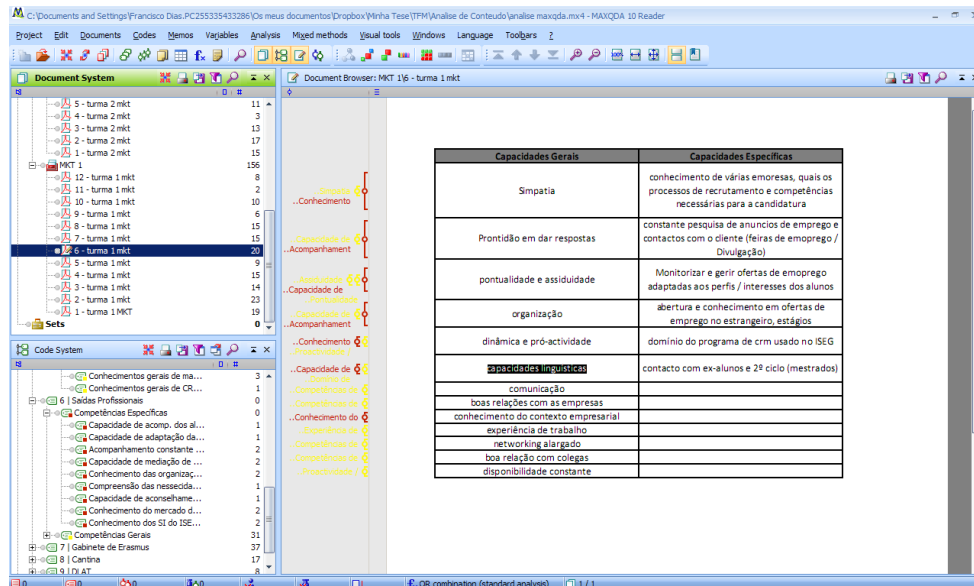 C:\Documents and Settings\Francisco Dias.PC255335433286\Os meus documentos\Dropbox\Minha Tese\TFM\Analise de Conteudo\analise maxqda.mx4 - MAXQDA 10 Reader
Project Edit Documents Codes Memos Variables Analysis Mixed methods Visual tools Windows Language Toolbars ?
Document System
5 - turma 2 mkt 11
4 - turma 2 mkt 3
3 - turma 2 mkt 13
2 - turma 2 mkt 17
1 - turma 2 mkt 15
MKT 1 156
12 - turma 1 mkt 8
11 - turma 1 mkt 2
10 - turma 1 mkt 10
9 - turma 1 mkt 6
8 - turma 1 mkt 15
7 - turma 1 mkt 15
6 - turma 1 mkt 20
5 - turma 1 mkt 9
4 - turma 1 mkt 15
3 - turma 1 mkt 14
2 - turma 1 mkt 23
1 - turma 1 MKT 19
Sets 0
Code System
Conhecimentos gerais de ma... 3
Conhecimentos gerais de CR... 1
6 | Saídas Profissionais 0
Competências Específicas 0
Capacidade de acomp. dos al... 1
Capacidade de adaptação da... 1
Acompanhamento constante ... 2
Capacidade de mediação de ... 2
Conhecimento das organizaç... 2
Compreensão das nessecida... 1
Capacidade de aconselhame... 1
Conhecimento do mercado d... 2
Conhecimento dos SI do ISE... 2
Competências Gerais 31
7 | Gabinete de Erasmus 37
8 | Cantina 17
9 | DI AT 8
Document Browser: MKT 1\6 - turma 1 mkt
..Conhecimento
..Acompanhament
..Capacidade de
..Acompanhament
..Conhecimento
..Capacidade de
..Conhecimento do
Capacidades Gerais Capacidades Específicas
Simpatia
conhecimento de várias emoresas, quais os
processos de recrutamento e competências
necessárias para a candidatura
Prontidão em dar respostas
constante pesquisa de anuncios de emprego e
contactos com o diente (feiras de emprego /
Divulgação)
pontualidade e assiduidade
Monitorizar e gerir ofertas de emoprego
adaptadas aos perfis / interesses dos alunos
organização
abertura e conhecimento em ofertas de
emprego no estrangeiro, estágios
dinâmica e pró-actividade domínio do programa de crm usado no ISEG
capacidades linguisticas contacto com ex-alunos e 2º ciclo (mestrados)
comunicação
boas relações com as empresas
conhecimento do contexto empresarial
experiência de trabalho
networking alargado
boa relação com colegas
disponibilidade constante
OR combination (standard analysis) 1 / 1